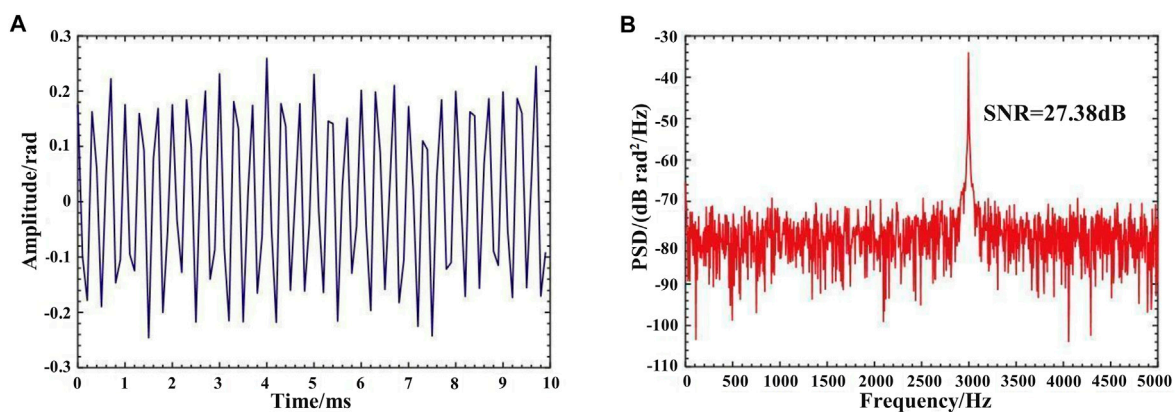 A
0.3
0.2
0.1
0
-0.1
-0.2
-0.3
0 1 2 3 4 5 6 7 8 9 10
Amplitude/rad
Time/ms
B
-30
-40
-50
-60
-70
-80
-90
-100
-110
0 500 1000 1500 2000 2500 3000 3500 4000 4500 5000
PSD/(dB rad²/Hz)
Frequency/Hz
SNR=27.38dB